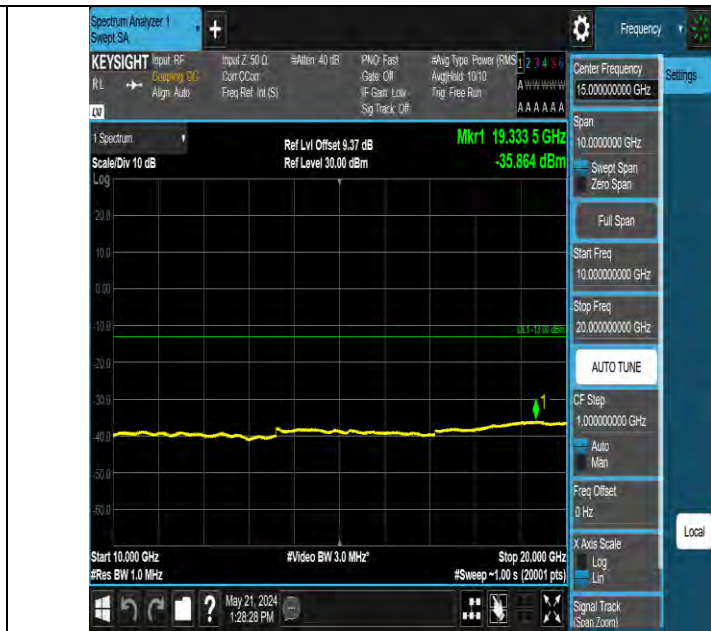 Spectrum Analyzer 1
Swept SA
Frequency
KEYSIGHT
RL
Input: RF
Coupling: DC
Align: Auto
Input Z: 50 Ω
Corr CCorr
Freq Ref: Int (S)
#Atten: 40 dB
PNO: Fast
Gate: Off
IF Gain: Low
Sig Track: Off
#Avg Type: Power (RMS
Avg|Hold: 10/10
Trig: Free Run
1 2 3 4 5 6
A W W W W W
A A A A A A
1 Spectrum
Scale/Div 10 dB
Log
Ref Lvl Offset 9.37 dB
Ref Level 30.00 dBm
Mkr1 19.333 5 GHz
-35.864 dBm
20.0
10.0
0.00
-10.0
DL1 -13.00 dBm
-20.0
-30.0
1
-40.0
-50.0
-60.0
Start 10.000 GHz
#Res BW 1.0 MHz
#Video BW 3.0 MHz*
Stop 20.000 GHz
#Sweep ~1.00 s (20001 pts)
May 21, 2024
1:28:28 PM
Center Frequency
15.000000000 GHz
Settings
Span
10.0000000 GHz
Swept Span
Zero Span
Full Span
Start Freq
10.000000000 GHz
Stop Freq
20.000000000 GHz
AUTO TUNE
CF Step
1.000000000 GHz
Auto
Man
Freq Offset
0 Hz
Local
X Axis Scale
Log
Lin
Signal Track
(Span Zoom)